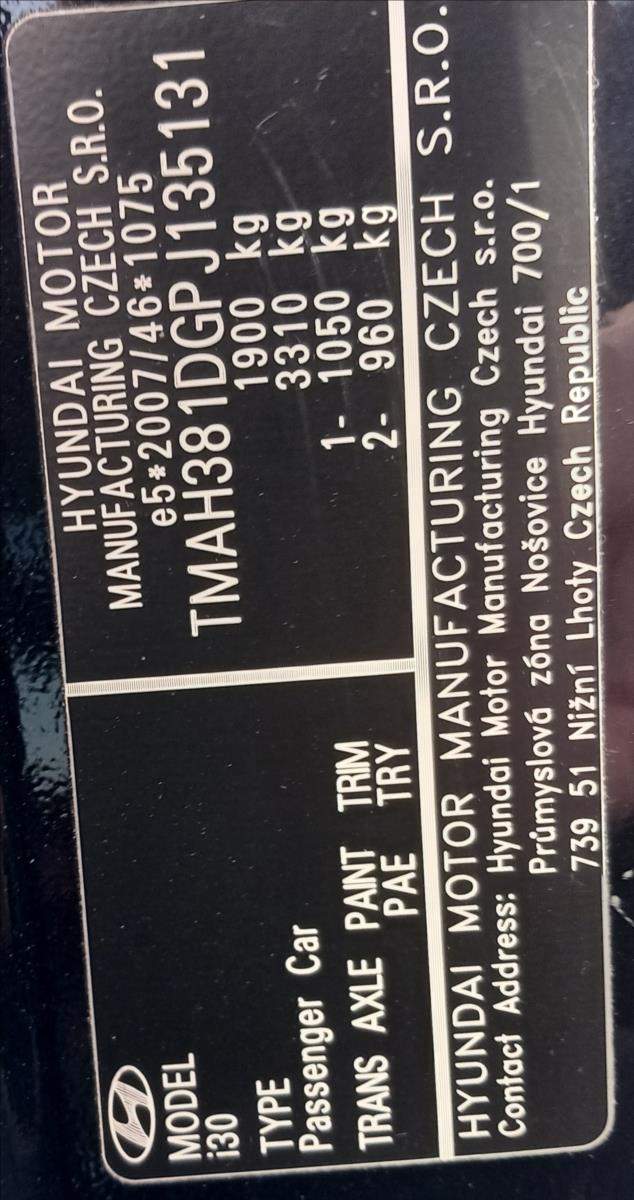 MODEL
i30
TYPE
Passenger Car
TRANS AXLE PAINT TRIM
PAE TRY
HYUNDAI MOTOR
MANUFACTURING CZECH S.R.O.
e5*2007/46*1075
TMAH381DGPJ135131
1900 kg
3310 kg
1- 1050 kg
2- 960 kg
HYUNDAI MOTOR MANUFACTURING CZECH S.R.O.
Contact Address: Hyundai Motor Manufacturing Czech s.r.o.
Průmyslová zóna Nošovice Hyundai 700/1
739 51 Nižní Lhoty Czech Republic